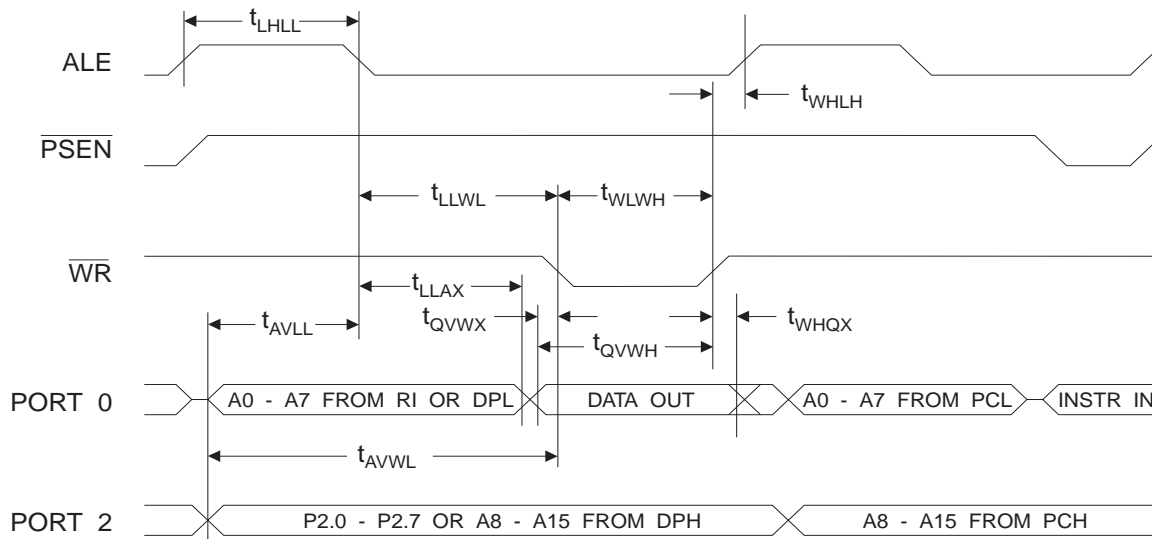 tLHLL
ALE
tWHLH
PSEN
tLLWL
tWLWH
WR
tLLAX
tQVWX
tWHQX
tAVLL
tQVWH
PORT 0
A0 - A7 FROM RI OR DPL
DATA OUT
A0 - A7 FROM PCL
INSTR IN
tAVWL
PORT 2
P2.0 - P2.7 OR A8 - A15 FROM DPH
A8 - A15 FROM PCH